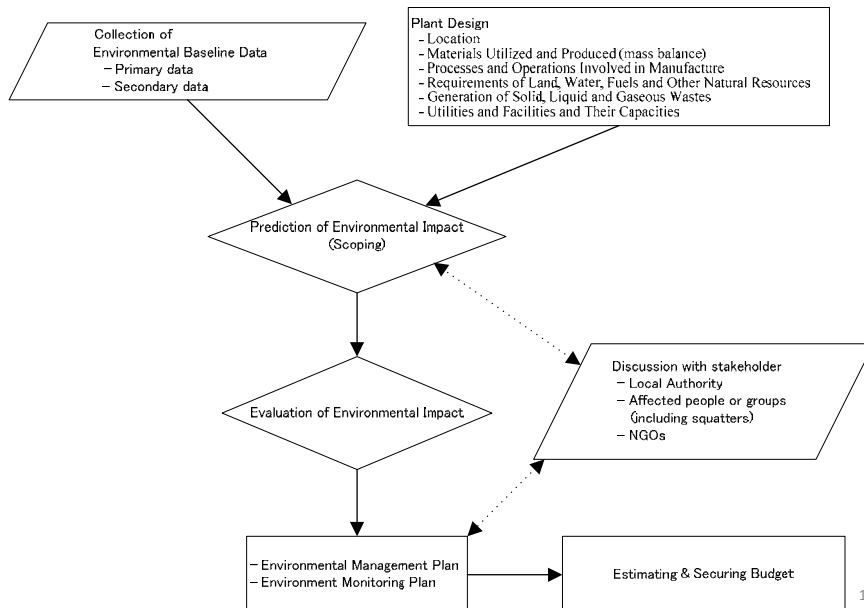 Collection of
Environmental Baseline Data
– Primary data
– Secondary data
Plant Design
- Location
- Materials Utilized and Produced (mass balance)
- Processes and Operations Involved in Manufacture
- Requirements of Land, Water, Fuels and Other Natural Resources
- Generation of Solid, Liquid and Gaseous Wastes
- Utilities and Facilities and Their Capacities
Prediction of Environmental Impact
(Scoping)
Discussion with stakeholder
– Local Authority
– Affected people or groups
(including squatters)
– NGOs
Evaluation of Environmental Impact
– Environmental Management Plan
– Environment Monitoring Plan
Estimating & Securing Budget
1